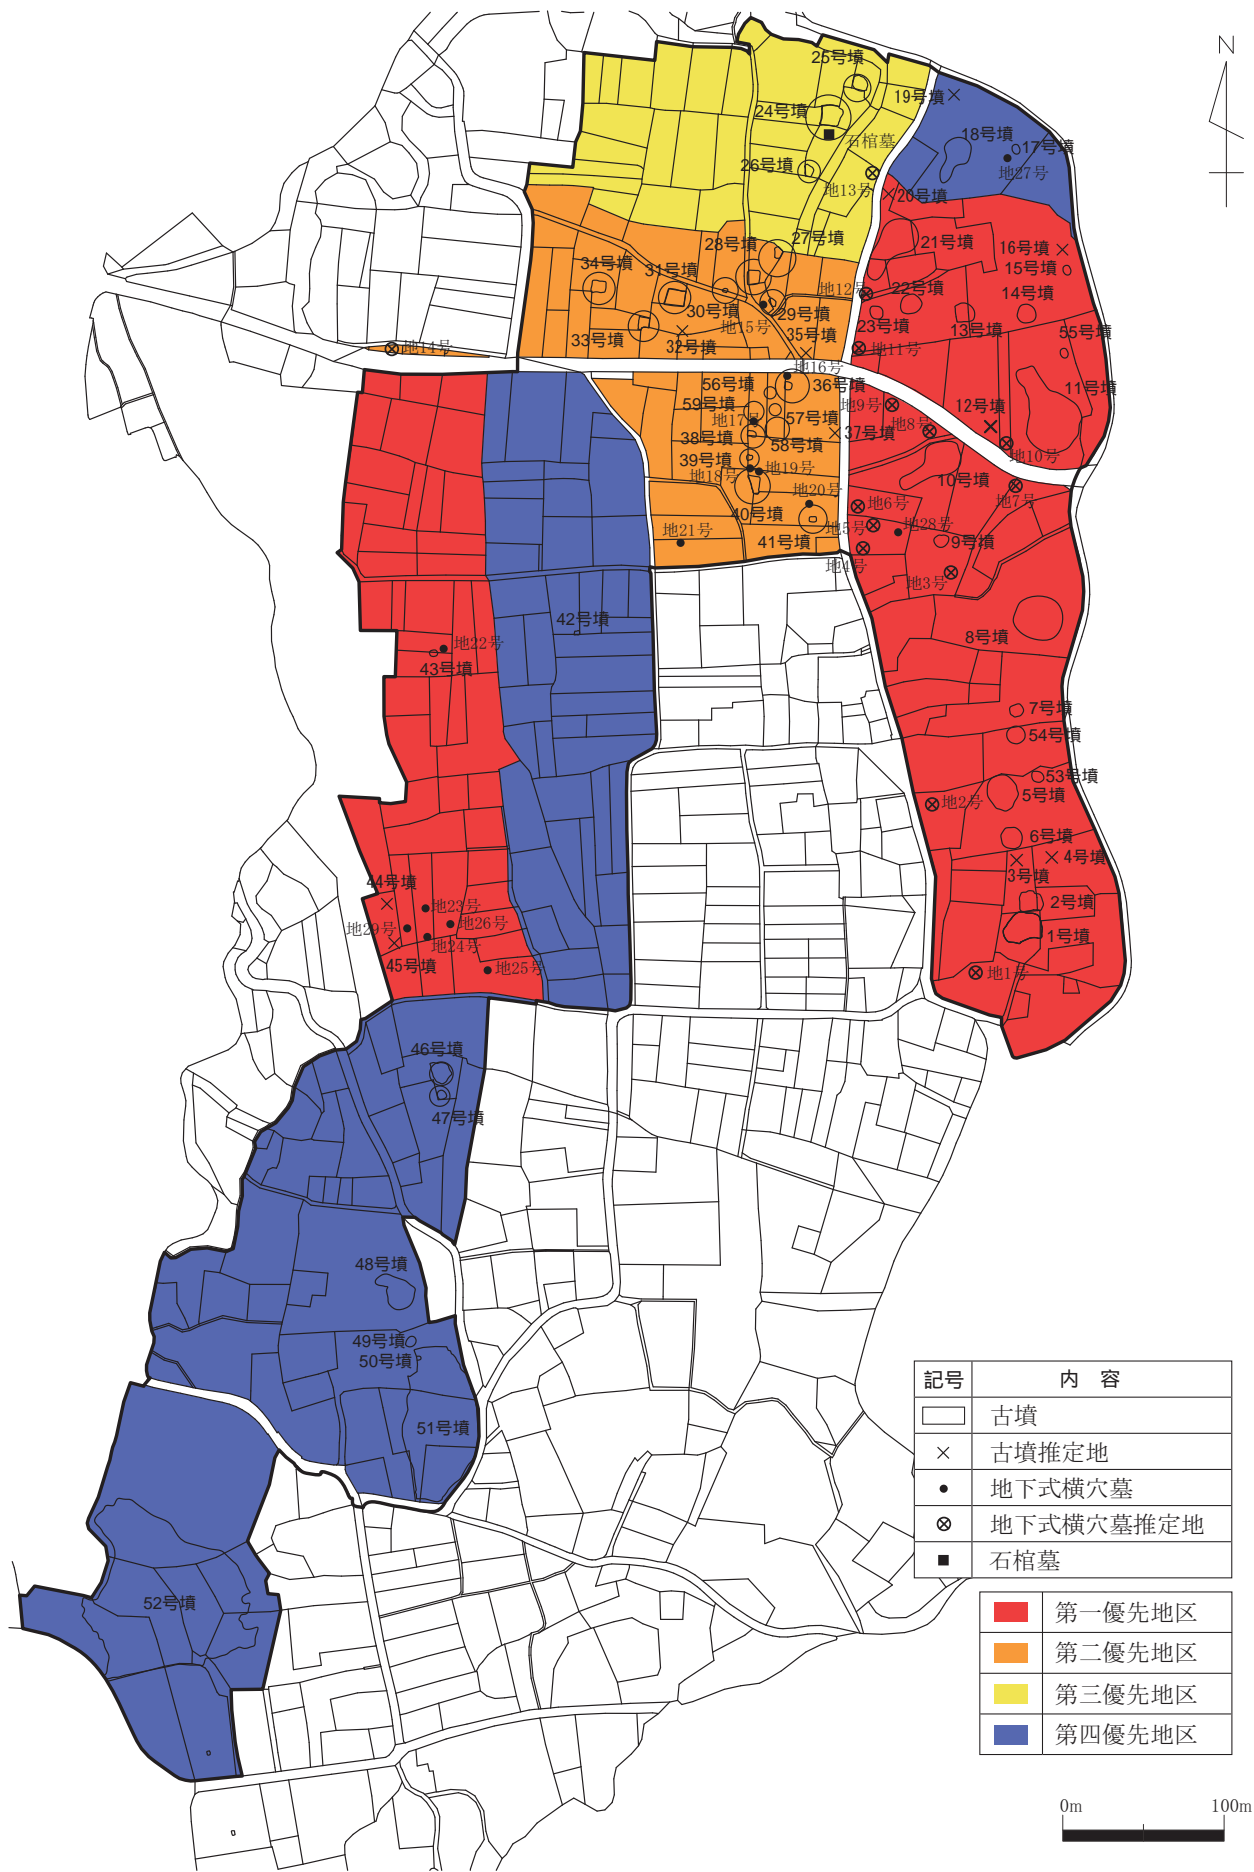 N
25号墳
19号墳
24号墳
石棺墓
18号墳
17号墳
26号墳
地13号
地27号
20号墳
28号墳
27号墳
21号墳
16号墳
34号墳
31号墳
15号墳
地12号
22号墳
14号墳
30号墳
29号墳
地15号
23号墳
13号墳
55号墳
33号墳
32号墳
35号墳
地14号
地11号
地16号
56号墳
36号墳
11号墳
59号墳
地9号
12号墳
地17号
57号墳
地8号
37号墳
38号墳
58号墳
地10号
39号墳
地18号
地19号
10号墳
地7号
地20号
地6号
40号墳
地21号
地5号
地28号
41号墳
9号墳
地4号
地3号
42号墳
8号墳
地22号
43号墳
7号墳
54号墳
53号墳
5号墳
地2号
6号墳
4号墳
3号墳
44号墳
2号墳
地23号
地29号
地26号
1号墳
地24号
45号墳
地25号
地1号
46号墳
47号墳
48号墳
49号墳
50号墳
51号墳
52号墳
記号 内 容
古墳
古墳推定地
地下式横穴墓
地下式横穴墓推定地
石棺墓
第一優先地区
第二優先地区
第三優先地区
第四優先地区
0m 100m